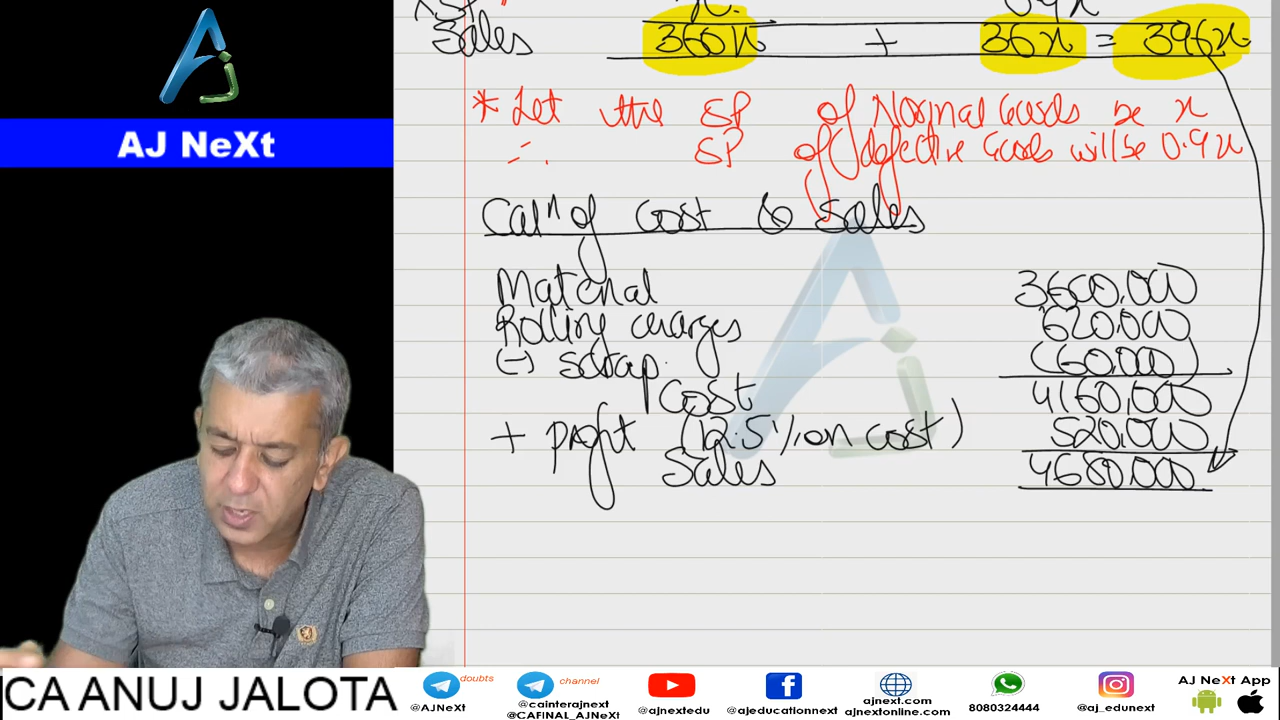 Sales 360x + 36x = 396x
* Let the SP of Normal Goods be x
∴ SP of defective Goods will be 0.9x
AJ NeXt
Calⁿ of Cost & Sales
Material 3600,000
Rolling charges 620,000
(-) scrap (60,000)
Cost 4160,000
+ profit (12.5% on cost) 520,000
Sales 4680,000
CA ANUJ JALOTA
doubts
@AJNeXt
channel
@cainterajnext
@CAFINAL_AJNeXt
@ajnextedu
@ajeducationnext
ajnext.com
ajnextonline.com
8080324444
@aj_edunext
AJ NeXt App